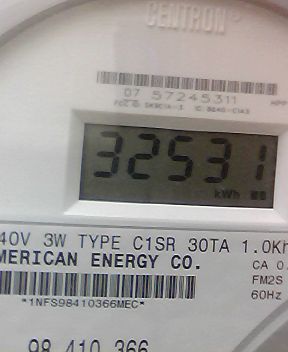 CENTRON
07 57245311
32531
kWh
40V 3W TYPE C1SR 30TA 1.0Kh
MERICAN ENERGY CO.
CA 0.
FM2S
60Hz
*1NFS98410366MEC*
98 410 366